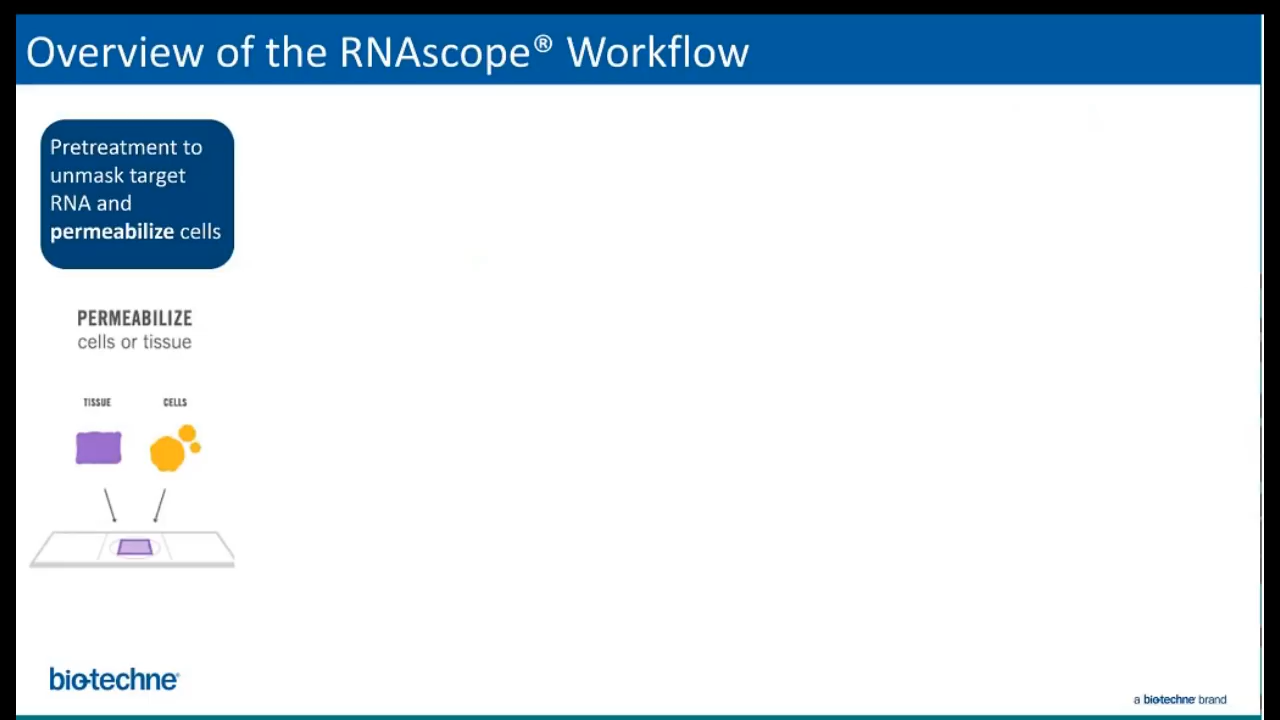 Overview of the RNAscope® Workflow
Pretreatment to
unmask target
RNA and
permeabilize cells
PERMEABILIZE
cells or tissue
TISSUE CELLS
bio-techne®
a bio-techne® brand